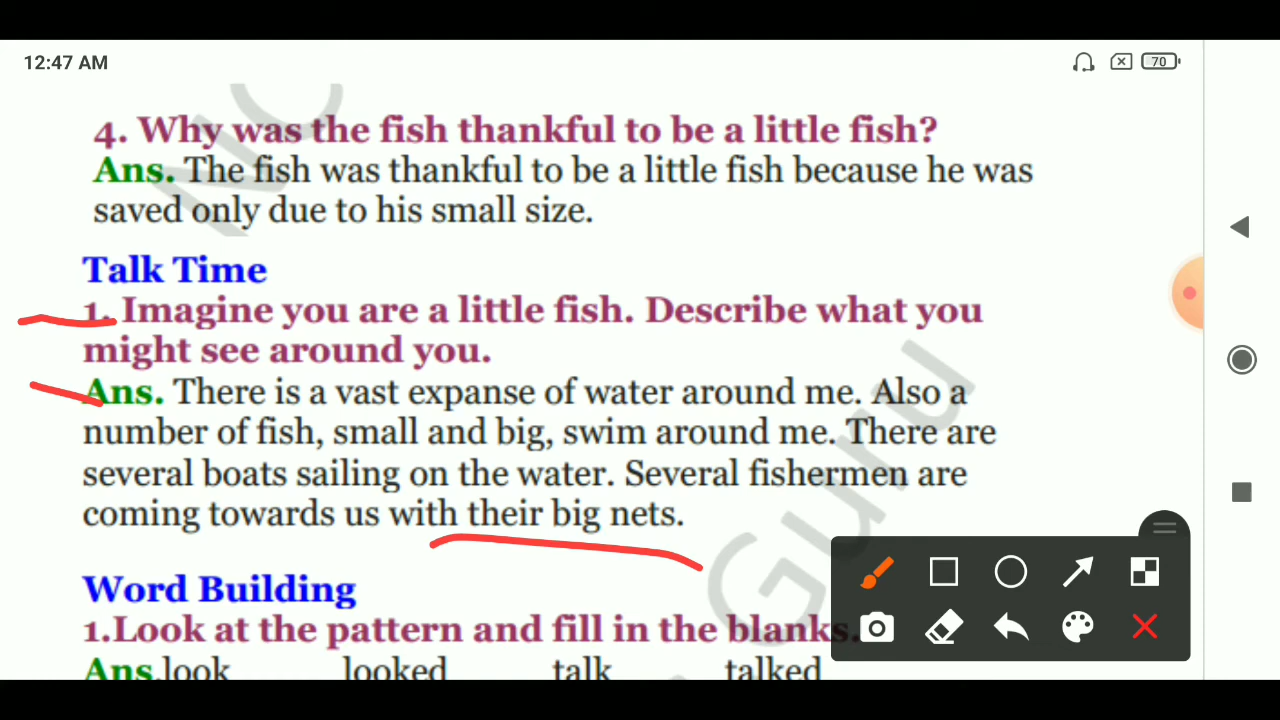 12:47 AM
70
NC
4. Why was the fish thankful to be a little fish?
Ans. The fish was thankful to be a little fish because he was
saved only due to his small size.
Talk Time
1. Imagine you are a little fish. Describe what you
might see around you.
Ans. There is a vast expanse of water around me. Also a
number of fish, small and big, swim around me. There are
several boats sailing on the water. Several fishermen are
coming towards us with their big nets.
Guru
Word Building
1.Look at the pattern and fill in the blanks.
Ans.look looked talk talked